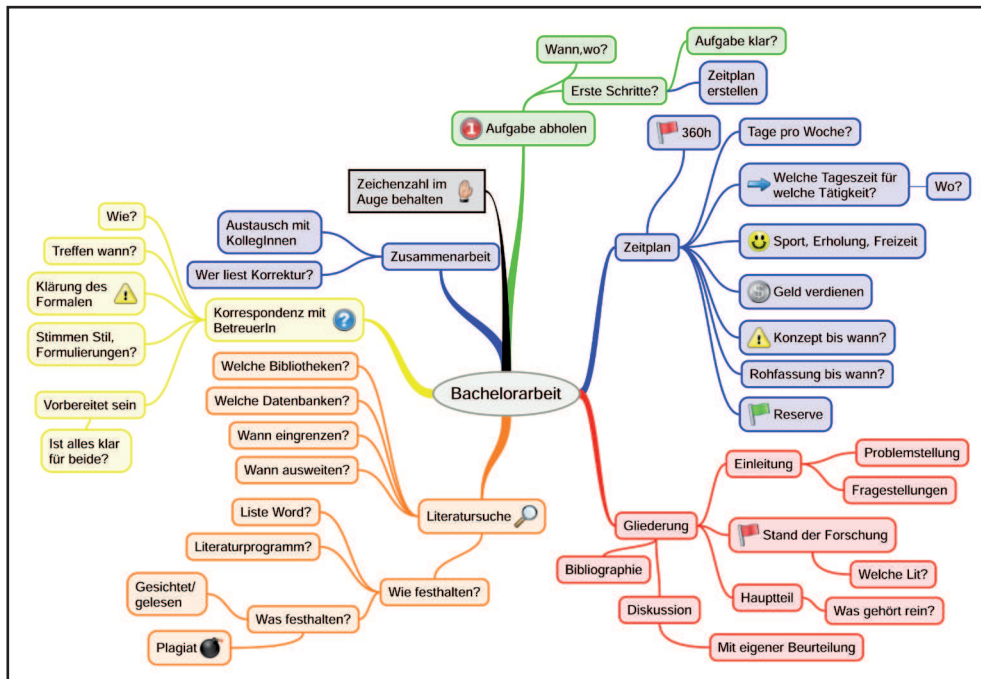 Wann,wo?
Aufgabe klar?
Erste Schritte?
Zeitplan
erstellen
1
Aufgabe abholen
360h
Tage pro Woche?
Welche Tageszeit für
welche Tätigkeit?
Wo?
Zeitplan
Sport, Erholung, Freizeit
Geld verdienen
Konzept bis wann?
Rohfassung bis wann?
Reserve
Zeichenzahl im
Auge behalten
Austausch mit
KollegInnen
Zusammenarbeit
Wer liest Korrektur?
Wie?
Treffen wann?
Klärung des
Formalen
Stimmen Stil,
Formulierungen?
Vorbereitet sein
Ist alles klar
für beide?
Korrespondenz mit
BetreuerIn
?
Bachelorarbeit
Welche Bibliotheken?
Welche Datenbanken?
Wann eingrenzen?
Wann ausweiten?
Literatursuche
Liste Word?
Literaturprogramm?
Wie festhalten?
Gesichtet/
gelesen
Was festhalten?
Plagiat
Gliederung
Einleitung
Problemstellung
Fragestellungen
Stand der Forschung
Welche Lit?
Hauptteil
Was gehört rein?
Bibliographie
Diskussion
Mit eigener Beurteilung